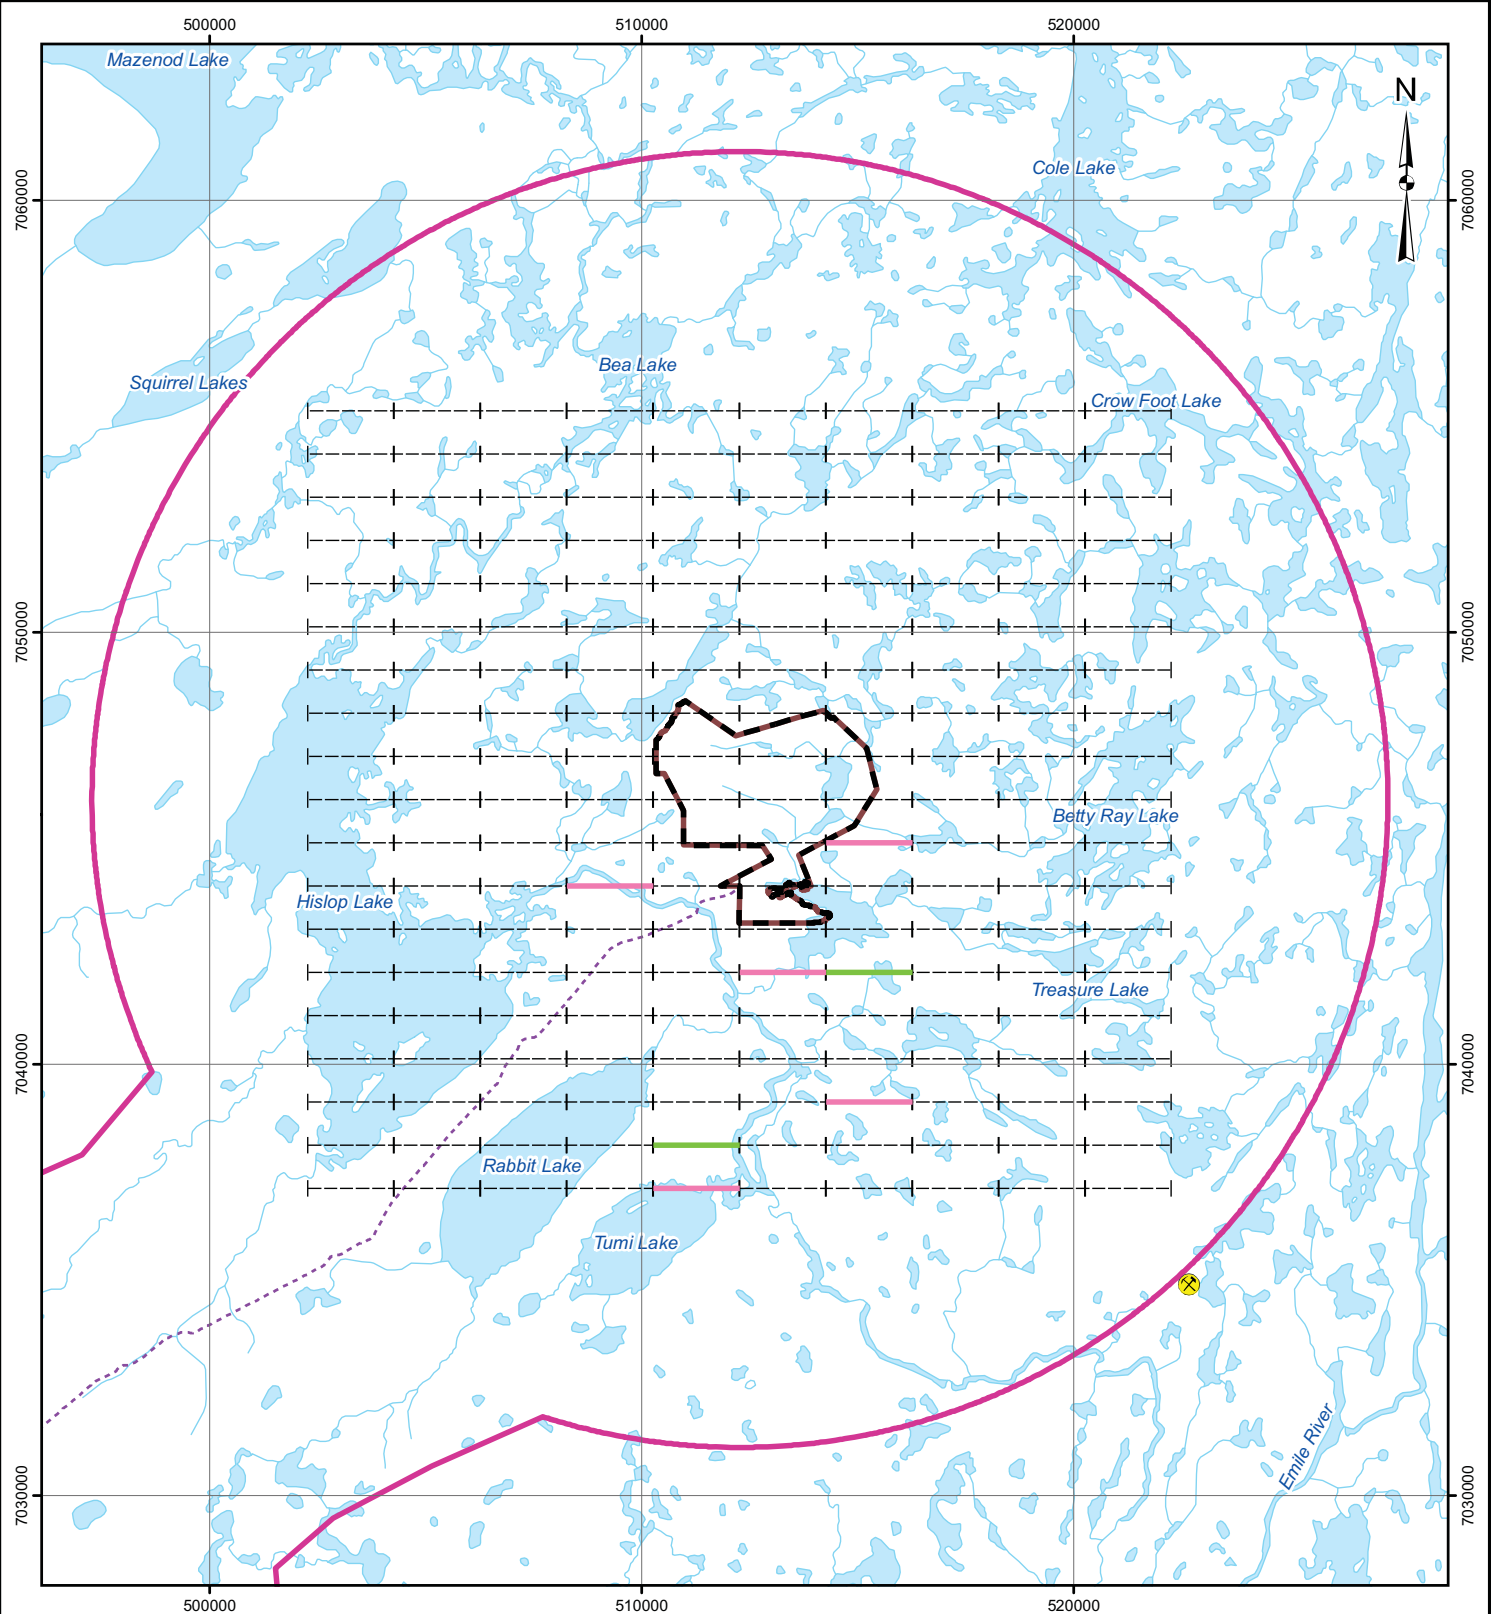 500000 510000 520000
Mazenod Lake
N
Cole Lake
7060000 7060000
Bea Lake
Squirrel Lakes
Crow Foot Lake
7050000 7050000
Betty Ray Lake
Hislop Lake
Treasure Lake
7040000 7040000
Rabbit Lake
Tumi Lake
Emile River
7030000 7030000
500000 510000 520000